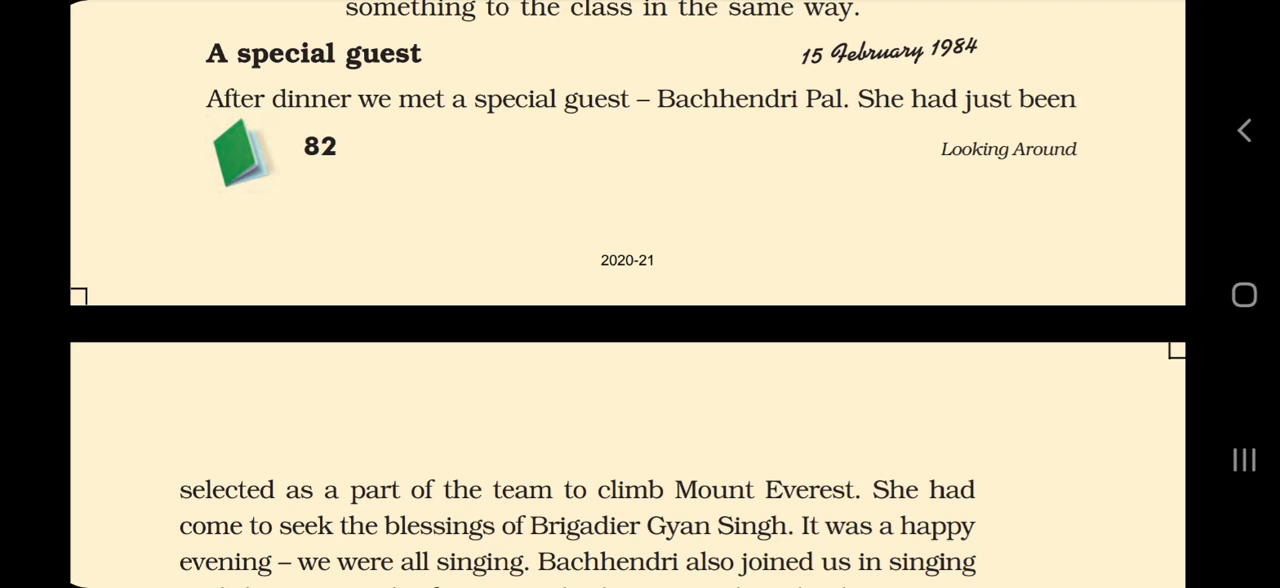 something to the class in the same way.
A special guest
15 February 1984
After dinner we met a special guest – Bachhendri Pal. She had just been
82
Looking Around
2020-21
selected as a part of the team to climb Mount Everest. She had
come to seek the blessings of Brigadier Gyan Singh. It was a happy
evening – we were all singing. Bachhendri also joined us in singing